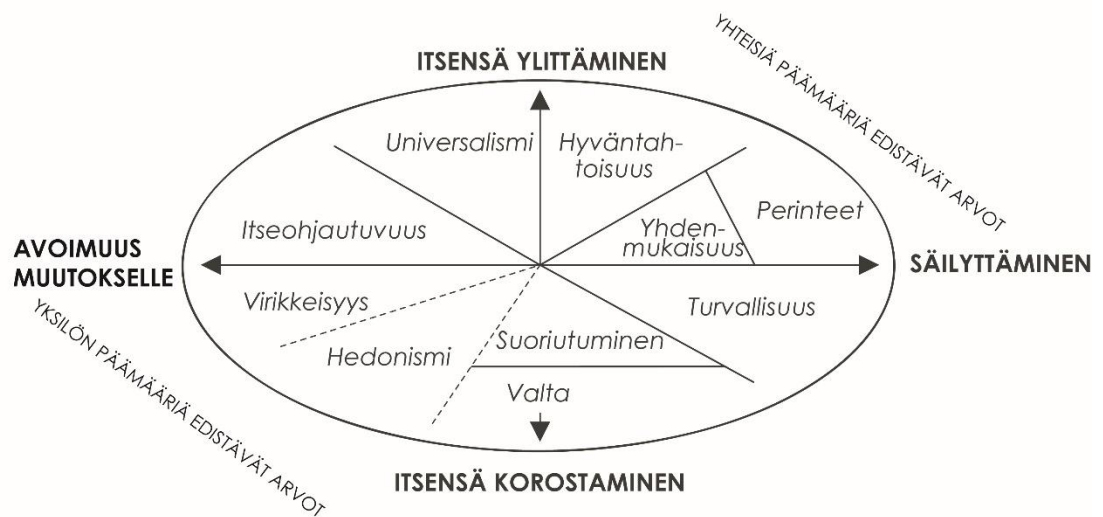 ITSENSÄ YLITTÄMINEN
YHTEISIÄ PÄÄMÄÄRIÄ EDISTÄVÄT ARVOT
Universalismi
Hyväntah-
toisuus
Perinteet
Yhden-
mukaisuus
Itseohjautuvuus
AVOIMUUS
MUUTOKSELLE
SÄILYTTÄMINEN
Virikkeisyys
Turvallisuus
Hedonismi
Suoriutuminen
Valta
YKSILÖN PÄÄMÄÄRIÄ EDISTÄVÄT ARVOT
ITSENSÄ KOROSTAMINEN